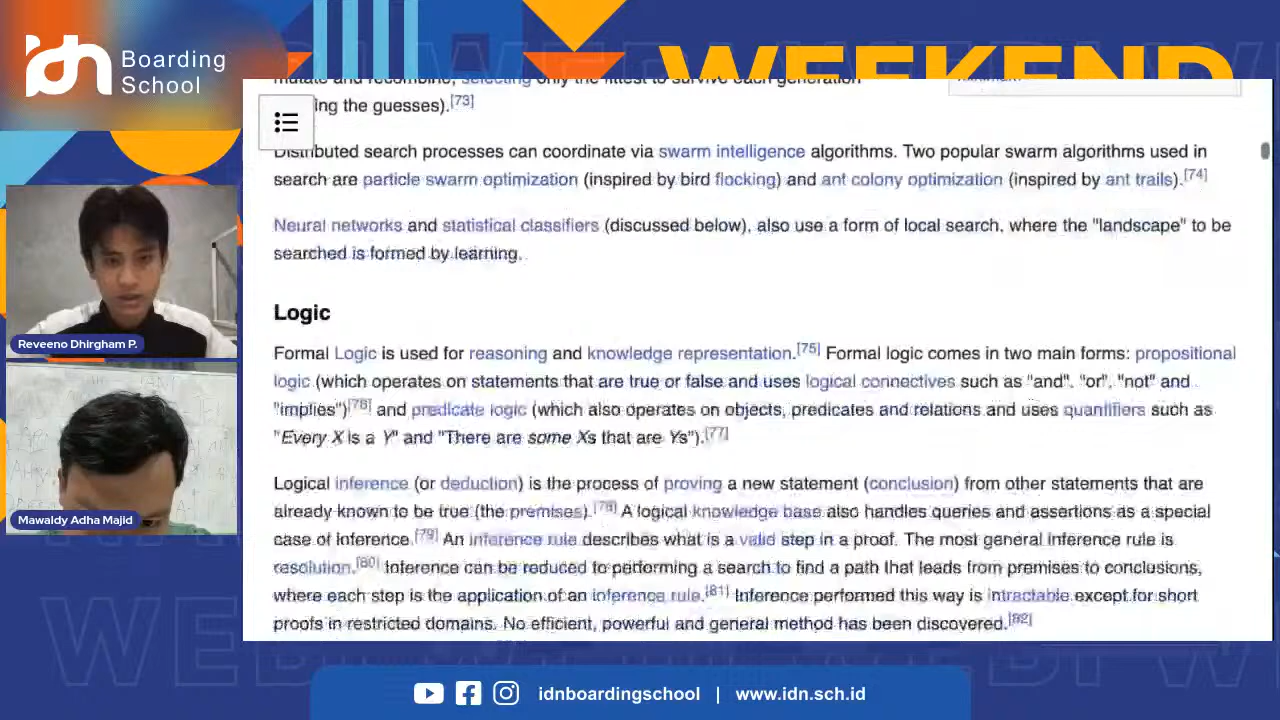 idn Boarding
School
WEEKEND
mutate and recombine, selecting only the fittest to survive each generation
ing the guesses).[73]
Distributed search processes can coordinate via swarm intelligence algorithms. Two popular swarm algorithms used in
search are particle swarm optimization (inspired by bird flocking) and ant colony optimization (inspired by ant trails).[74]
Neural networks and statistical classifiers (discussed below), also use a form of local search, where the "landscape" to be
searched is formed by learning.
Logic
Formal Logic is used for reasoning and knowledge representation.[75] Formal logic comes in two main forms: propositional
logic (which operates on statements that are true or false and uses logical connectives such as "and", "or", "not" and
"implies")[76] and predicate logic (which also operates on objects, predicates and relations and uses quantifiers such as
"Every X is a Y" and "There are some Xs that are Ys").[77]
Logical inference (or deduction) is the process of proving a new statement (conclusion) from other statements that are
already known to be true (the premises).[78] A logical knowledge base also handles queries and assertions as a special
case of inference.[79] An inference rule describes what is a valid step in a proof. The most general inference rule is
resolution.[80] Inference can be reduced to performing a search to find a path that leads from premises to conclusions,
where each step is the application of an inference rule.[81] Inference performed this way is intractable except for short
proofs in restricted domains. No efficient, powerful and general method has been discovered.[82]
Reveeno Dhirgham P.
Mawaldy Adha Majid
idnboardingschool | www.idn.sch.id